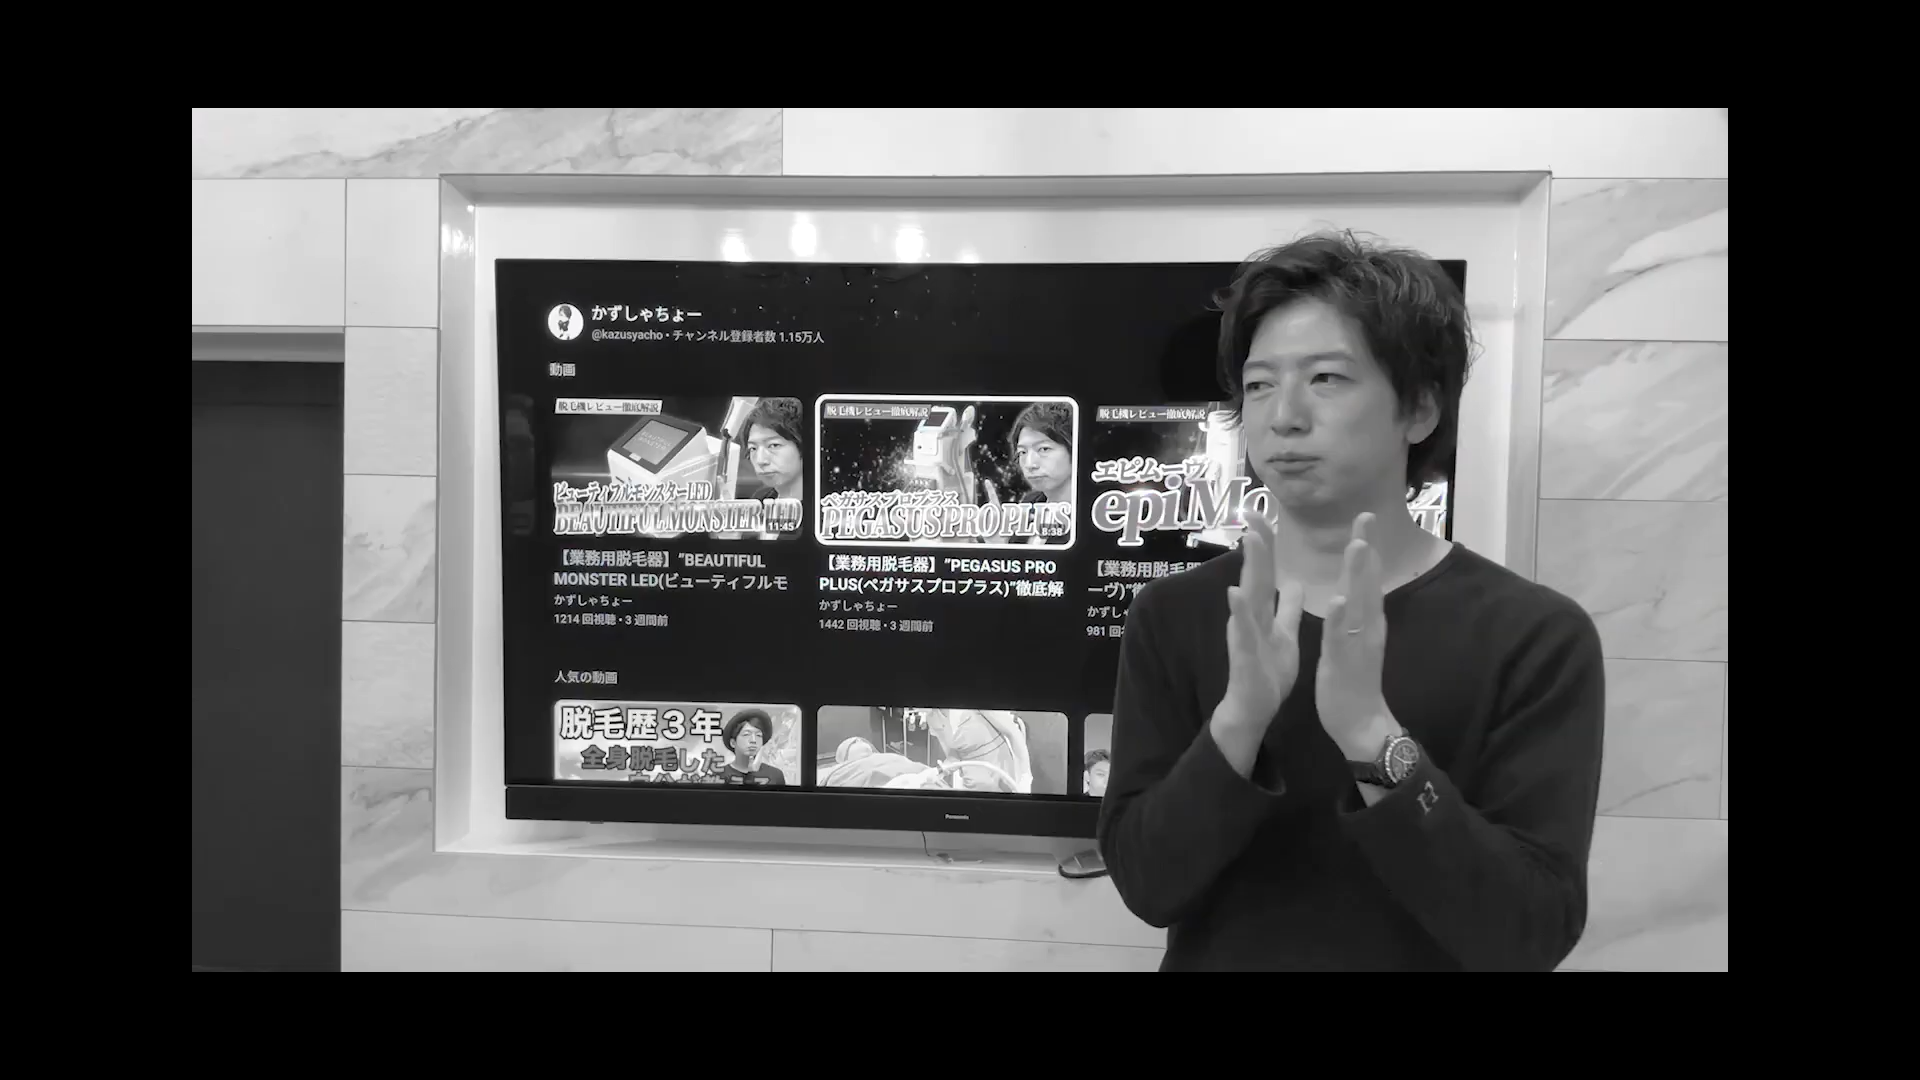 かずしゃちょー
@kazusyacho・チャンネル登録者数 1.15万人
動画
脱毛機レビュー徹底解説
ビューティフルモンスターLED
BEAUTIFUL MONSTER LED
11:45
【業務用脱毛器】”BEAUTIFUL
MONSTER LED(ビューティフルモ
かずしゃちょー
1214 回視聴・3 週間前
脱毛機レビュー徹底解説
ペガサスプロプラス
PEGASUS PRO PLUS
8:38
【業務用脱毛器】”PEGASUS PRO
PLUS(ペガサスプロプラス)”徹底解
かずしゃちょー
1442 回視聴・3 週間前
脱毛機レビュー徹底解説
エピムーヴ
epiMo
【業務用脱毛
ーヴ)”
かずし
981 回
人気の動画
脱毛歴３年
全身脱毛した
Panasonic